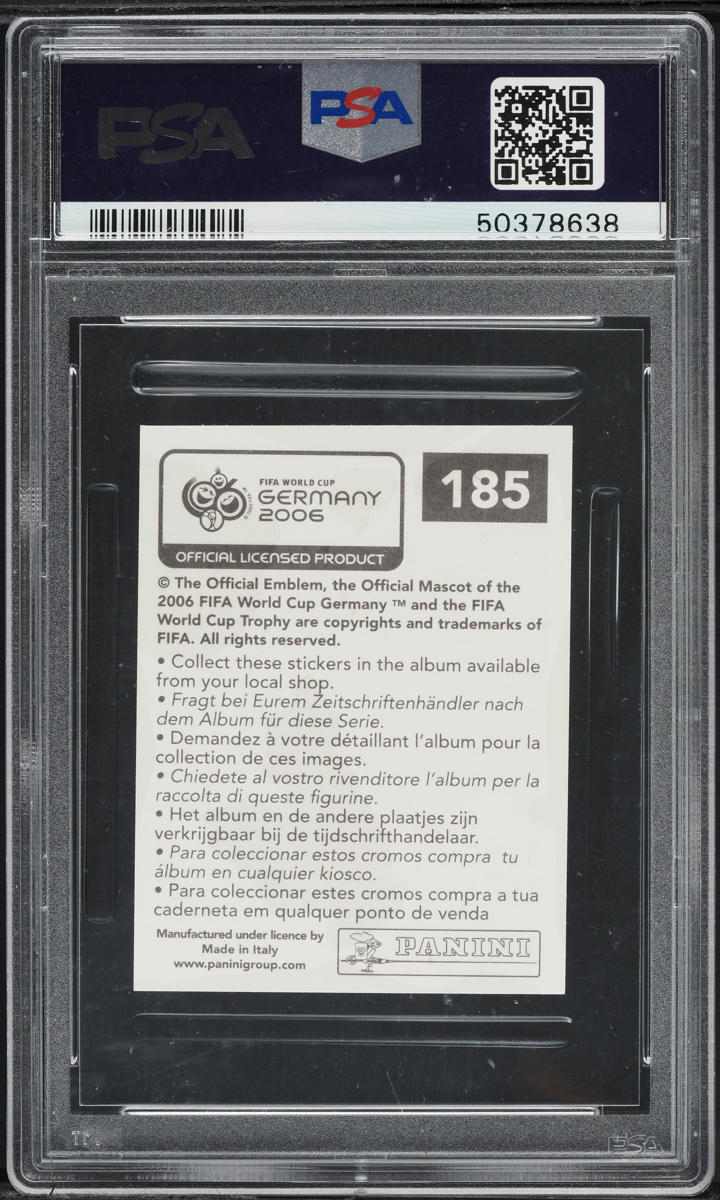 PSA
PSA
50378638
FIFA WORLD CUP
GERMANY
2006
OFFICIAL LICENSED PRODUCT
185
© The Official Emblem, the Official Mascot of the
2006 FIFA World Cup Germany ™ and the FIFA
World Cup Trophy are copyrights and trademarks of
FIFA. All rights reserved.
• Collect these stickers in the album available
from your local shop.
• Fragt bei Eurem Zeitschriftenhändler nach
dem Album für diese Serie.
• Demandez à votre détaillant l'album pour la
collection de ces images.
• Chiedete al vostro rivenditore l'album per la
raccolta di queste figurine.
• Het album en de andere plaatjes zijn
verkrijgbaar bij de tijdschrifthandelaar.
• Para coleccionar estos cromos compra tu
álbum en cualquier kiosco.
• Para coleccionar estes cromos compra a tua
caderneta em qualquer ponto de venda
Manufactured under licence by
Made in Italy
www.paninigroup.com
PANINI
PSA